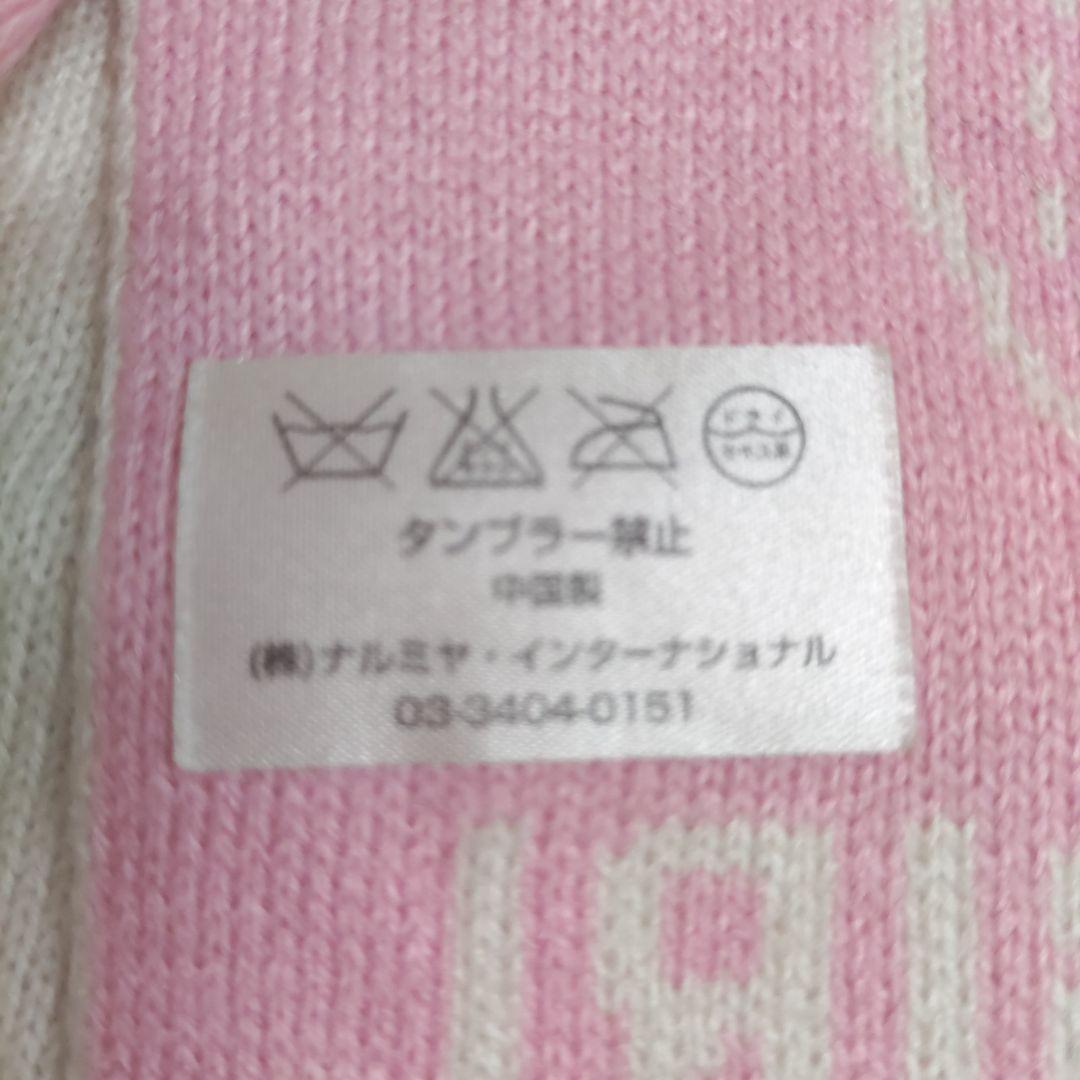 ドライ
セキユ系
タンブラー禁止
中国製
(株)ナルミヤ・インターナショナル
03-3404-0151